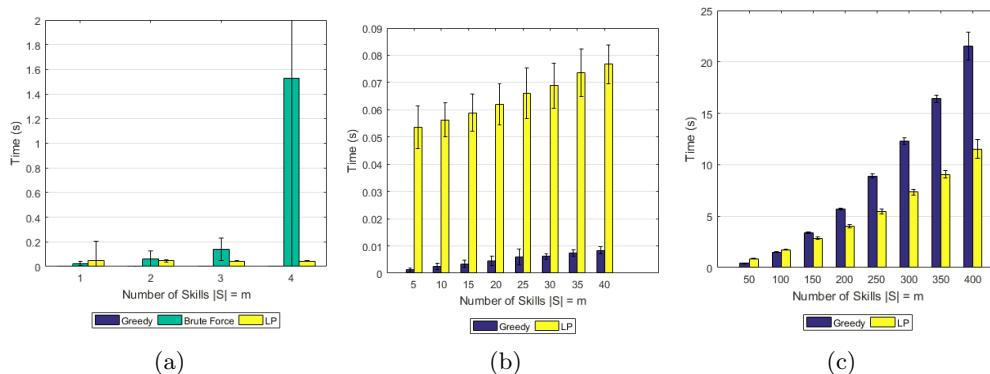 2
1.8
1.6
1.4
1.2
1
0.8
0.6
0.4
0.2
0
Time (s)
1 2 3 4
Number of Skills |S| = m
Greedy Brute Force LP
(a)
0.09
0.08
0.07
0.06
0.05
0.04
0.03
0.02
0.01
0
Time (s)
5 10 15 20 25 30 35 40
Number of Skills |S| = m
Greedy LP
(b)
25
20
15
10
5
0
Time (s)
50 100 150 200 250 300 350 400
Number of Skills |S| = m
Greedy LP
(c)